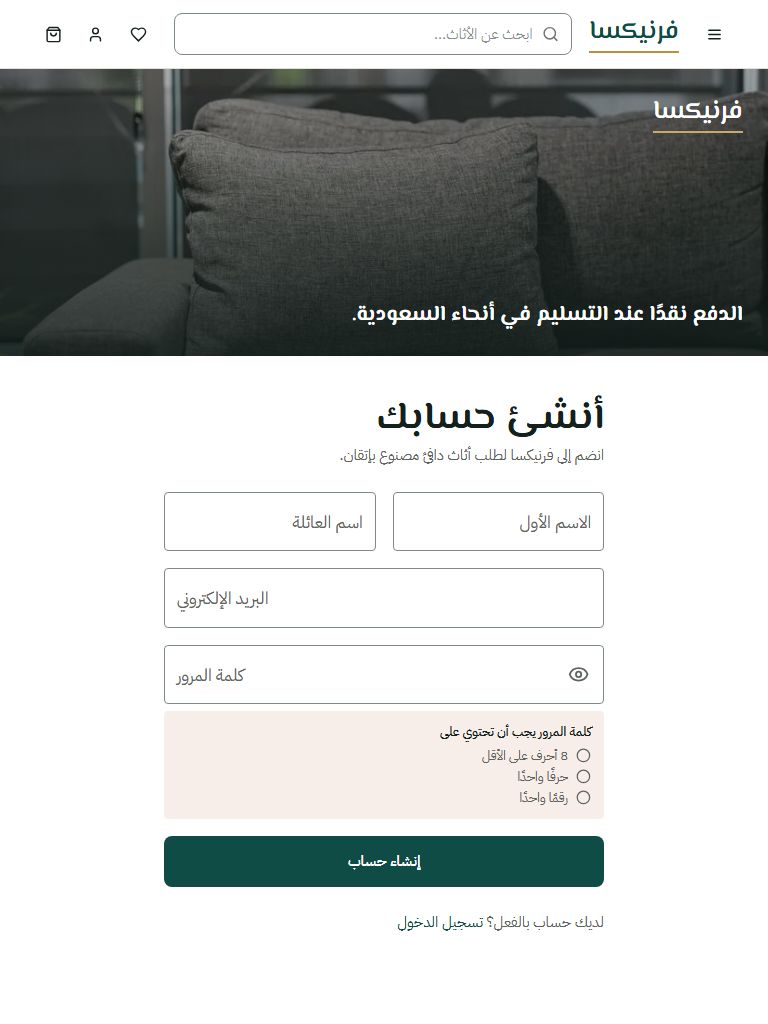 فرنيكسا
ابحث عن الأثاث...
فرنيكسا
الدفع نقدًا عند التسليم في أنحاء السعودية.
أنشئ حسابك
انضم إلى فرنيكسا لطلب أثاث دافئ مصنوع بإتقان.
الاسم الأول
اسم العائلة
البريد الإلكتروني
كلمة المرور
كلمة المرور يجب أن تحتوي على
8 أحرف على الأقل
حرفًا واحدًا
رقمًا واحدًا
إنشاء حساب
لديك حساب بالفعل؟ تسجيل الدخول